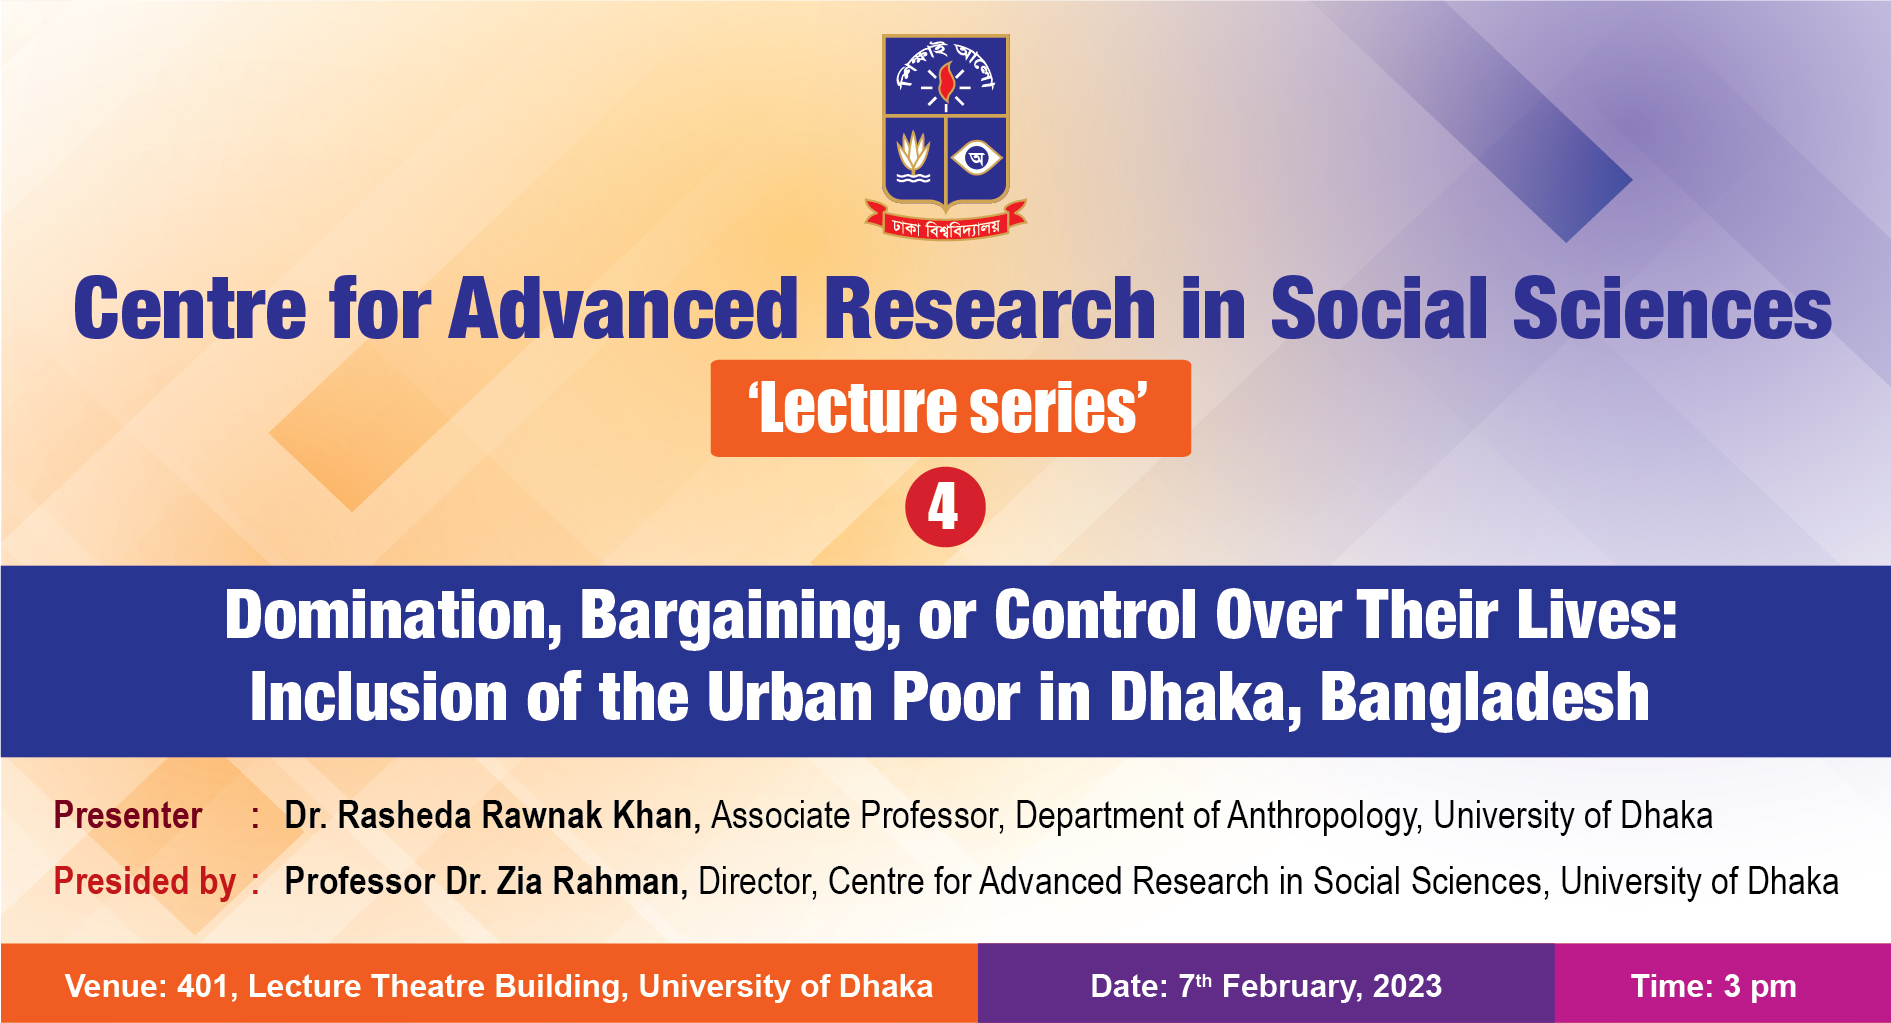 শিক্ষাই আলো
অ
ঢাকা বিশ্ববিদ্যালয়
Centre for Advanced Research in Social Sciences
‘Lecture series’
4
Domination, Bargaining, or Control Over Their Lives:
Inclusion of the Urban Poor in Dhaka, Bangladesh
Presenter : Dr. Rasheda Rawnak Khan, Associate Professor, Department of Anthropology, University of Dhaka
Presided by : Professor Dr. Zia Rahman, Director, Centre for Advanced Research in Social Sciences, University of Dhaka
Venue: 401, Lecture Theatre Building, University of Dhaka Date: 7th February, 2023 Time: 3 pm